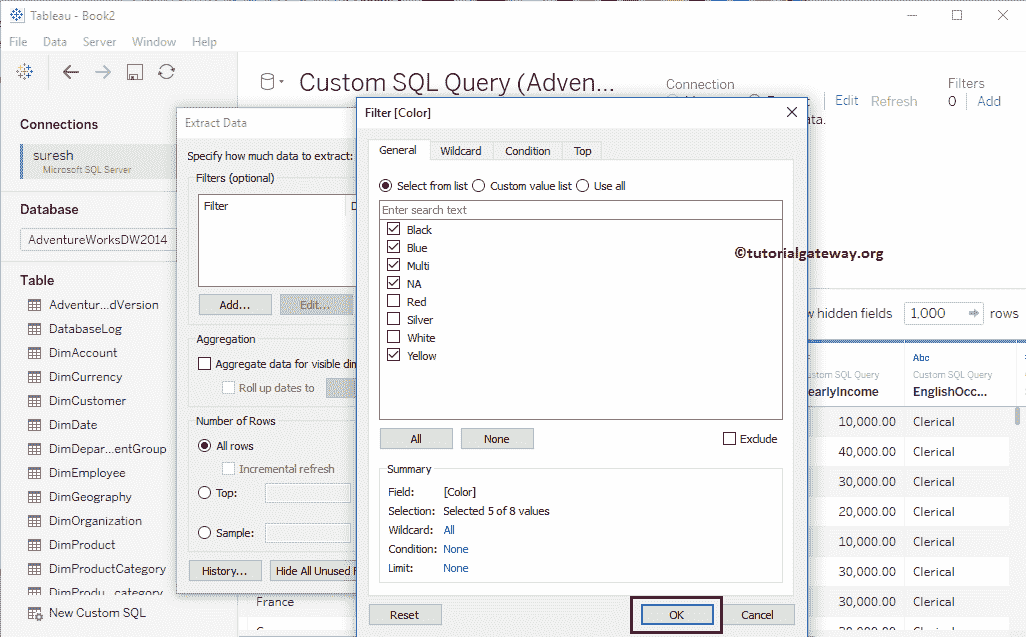 Tableau - Book2
File Data Server Window Help
Custom SQL Query (Adven...
Connection
Edit Refresh
Filters
0 Add
Connections
suresh
Microsoft SQL Server
Database
AdventureWorksDW2014
Table
Adventur...dVersion
DatabaseLog
DimAccount
DimCurrency
DimCustomer
DimDate
DimDepar...entGroup
DimEmployee
DimGeography
DimOrganization
DimProduct
DimProductCategory
DimProdu...category
New Custom SQL
Extract Data
Specify how much data to extract:
Filters (optional)
Filter
Add... Edit...
Aggregation
Aggregate data for visible dim
Roll up dates to
Number of Rows
All rows
Incremental refresh
Top:
Sample:
History... Hide All Unused F
France
Filter [Color]
General Wildcard Condition Top
Select from list Custom value list Use all
Enter search text
Black
Blue
Multi
NA
Red
Silver
White
Yellow
All None Exclude
Summary
Field: [Color]
Selection: Selected 5 of 8 values
Wildcard: All
Condition: None
Limit: None
Reset OK Cancel
ata.
©tutorialgateway.org
w hidden fields 1,000 rows
Abc
ustom SQL Query Custom SQL Query
earlyIncome EnglishOcc...
10,000.00 Clerical
40,000.00 Clerical
30,000.00 Clerical
20,000.00 Clerical
10,000.00 Clerical
30,000.00 Clerical
30,000.00 Clerical
20,000.00 Clerical